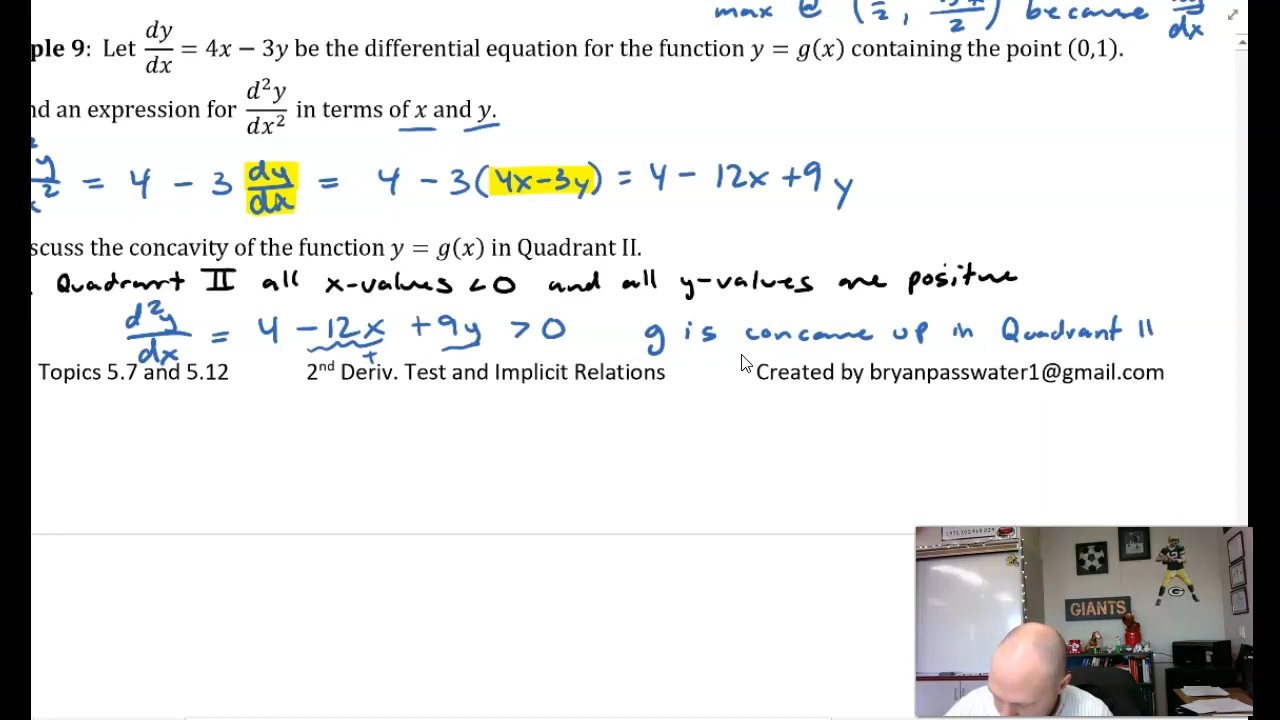 max @ ( /2, /2 ) because dy/dx
ple 9: Let dy/dx = 4x − 3y be the differential equation for the function y = g(x) containing the point (0,1).
nd an expression for d²y/dx² in terms of x and y.
y/x² = 4 - 3 dy/dx = 4 - 3(4x-3y) = 4 - 12x + 9y
scuss the concavity of the function y = g(x) in Quadrant II.
Quadrant II all x-values < 0 and all y-values are positive
d²y/dx = 4 - 12x + 9y > 0 g is concave up in Quadrant II
+
Topics 5.7 and 5.12 2nd Deriv. Test and Implicit Relations Created by bryanpasswater1@gmail.com
GIANTS
G